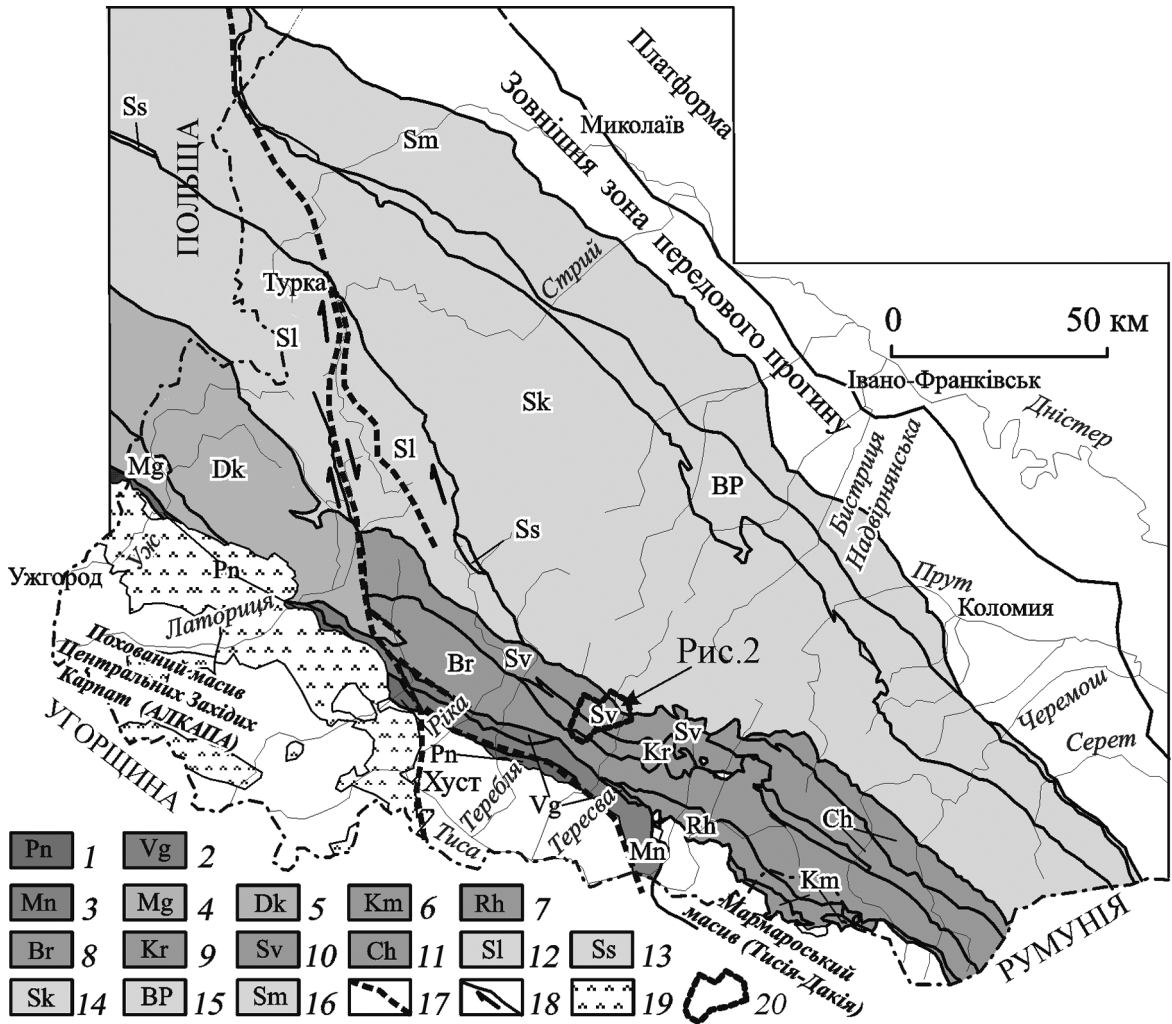 Платформа
Зовнішня зона передового прогину
Миколаїв
Ss
Sm
ПОЛЬЩА
Стрий
Турка
Sl
0 50 км
Івано-Франківськ
Дністер
Sk
Бистриця
Надвірнянська
Mg
Dk
Sl
BP
Ss
Уж
Pn
Ужгород
Прут
Коломия
Латориця
Похований масив
Центральних Західих
Карпат (АЛКАПА)
УГОРЩИНА
Br
Sv
Рис.2
Sv
Sv
Черемош
Серет
Ріка
Kr
Pn
Хуст
Теребля
Vg
Тересва
Тиса
Rh
Ch
Mn
Km
Мармароський
масив (Тисія-Дакія)
РУМУНІЯ
Pn 1 Vg 2
Mn 3 Mg 4 Dk 5 Km 6 Rh 7
Br 8 Kr 9 Sv 10 Ch 11 Sl 12 Ss 13
Sk 14 BP 15 Sm 16 17 18 19 20